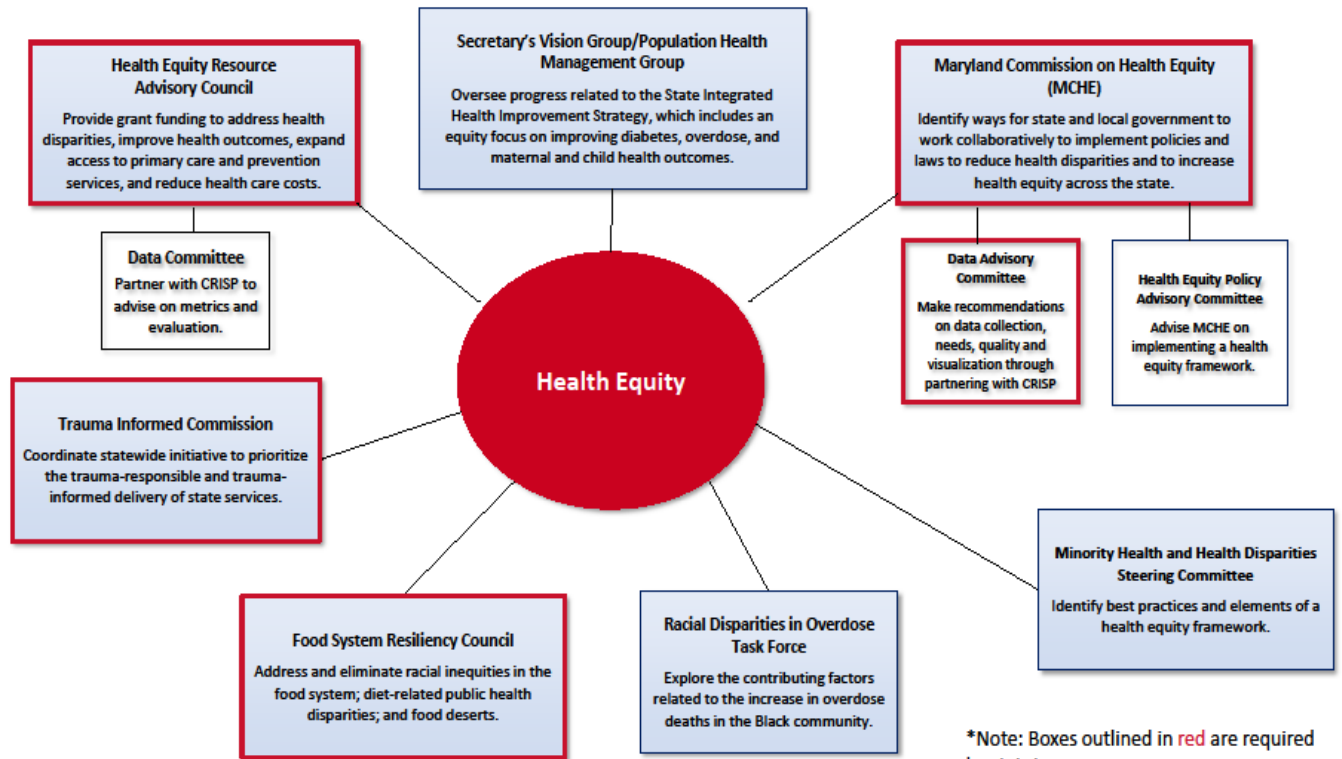 Health Equity Resource
Advisory Council
Provide grant funding to address health
disparities, improve health outcomes, expand
access to primary care and prevention
services, and reduce health care costs.
Secretary's Vision Group/Population Health
Management Group
Oversee progress related to the State Integrated
Health Improvement Strategy, which includes an
equity focus on improving diabetes, overdose, and
maternal and child health outcomes.
Maryland Commission on Health Equity
(MCHE)
Identify ways for state and local government to
work collaboratively to implement policies and
laws to reduce health disparities and to increase
health equity across the state.
Data Committee
Partner with CRISP to
advise on metrics and
evaluation.
Data Advisory
Committee
Make recommendations
on data collection,
needs, quality and
visualization through
partnering with CRISP
Health Equity Policy
Advisory Committee
Advise MCHE on
implementing a health
equity framework.
Health Equity
Trauma Informed Commission
Coordinate statewide initiative to prioritize
the trauma-responsible and trauma-
informed delivery of state services.
Minority Health and Health Disparities
Steering Committee
Identify best practices and elements of a
health equity framework.
Food System Resiliency Council
Address and eliminate racial inequities in the
food system; diet-related public health
disparities; and food deserts.
Racial Disparities in Overdose
Task Force
Explore the contributing factors
related to the increase in overdose
deaths in the Black community.
*Note: Boxes outlined in red are required